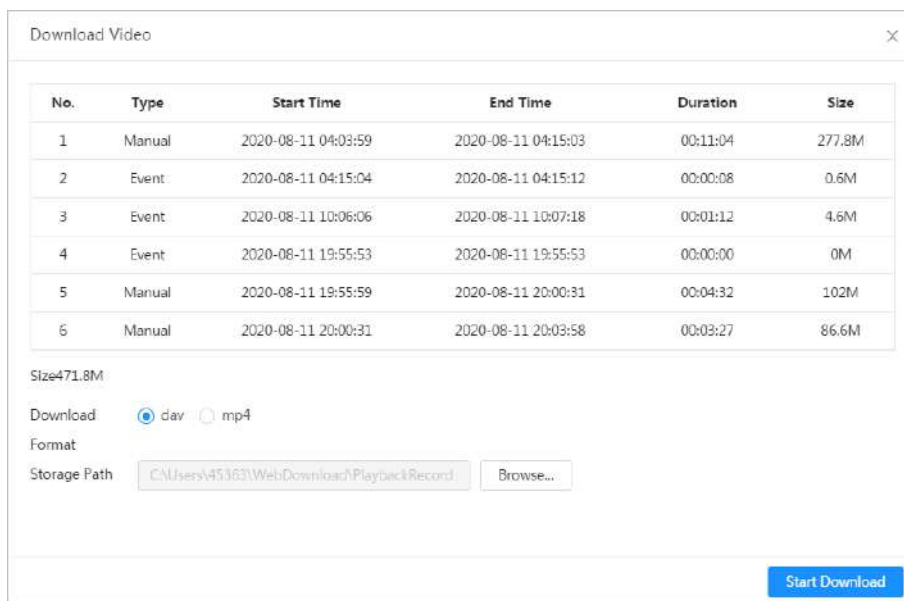 Download Video
No. Type Start Time End Time Duration Size
1 Manual 2020-08-11 04:03:59 2020-08-11 04:15:03 00:11:04 277.8M
2 Event 2020-08-11 04:15:04 2020-08-11 04:15:12 00:00:08 0.6M
3 Event 2020-08-11 10:06:06 2020-08-11 10:07:18 00:01:12 4.6M
4 Event 2020-08-11 19:55:53 2020-08-11 19:55:53 00:00:00 0M
5 Manual 2020-08-11 19:55:59 2020-08-11 20:00:31 00:04:32 102M
6 Manual 2020-08-11 20:00:31 2020-08-11 20:03:58 00:03:27 86.6M
Size471.8M
Download dav mp4
Format
Storage Path C:\Users\45363\WebDownload\PlaybackRecord Browse...
Start Download